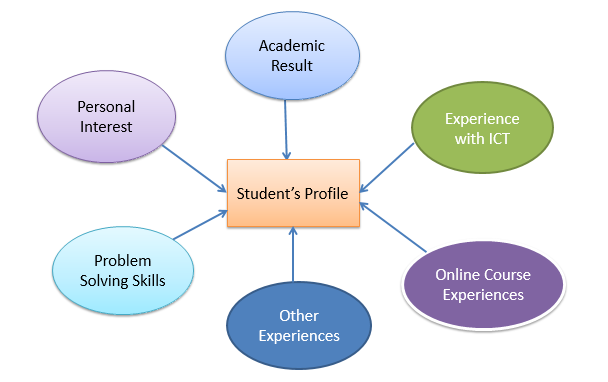 Academic
Result
Personal
Interest
Experience
with ICT
Student’s Profile
Problem
Solving Skills
Online Course
Experiences
Other
Experiences